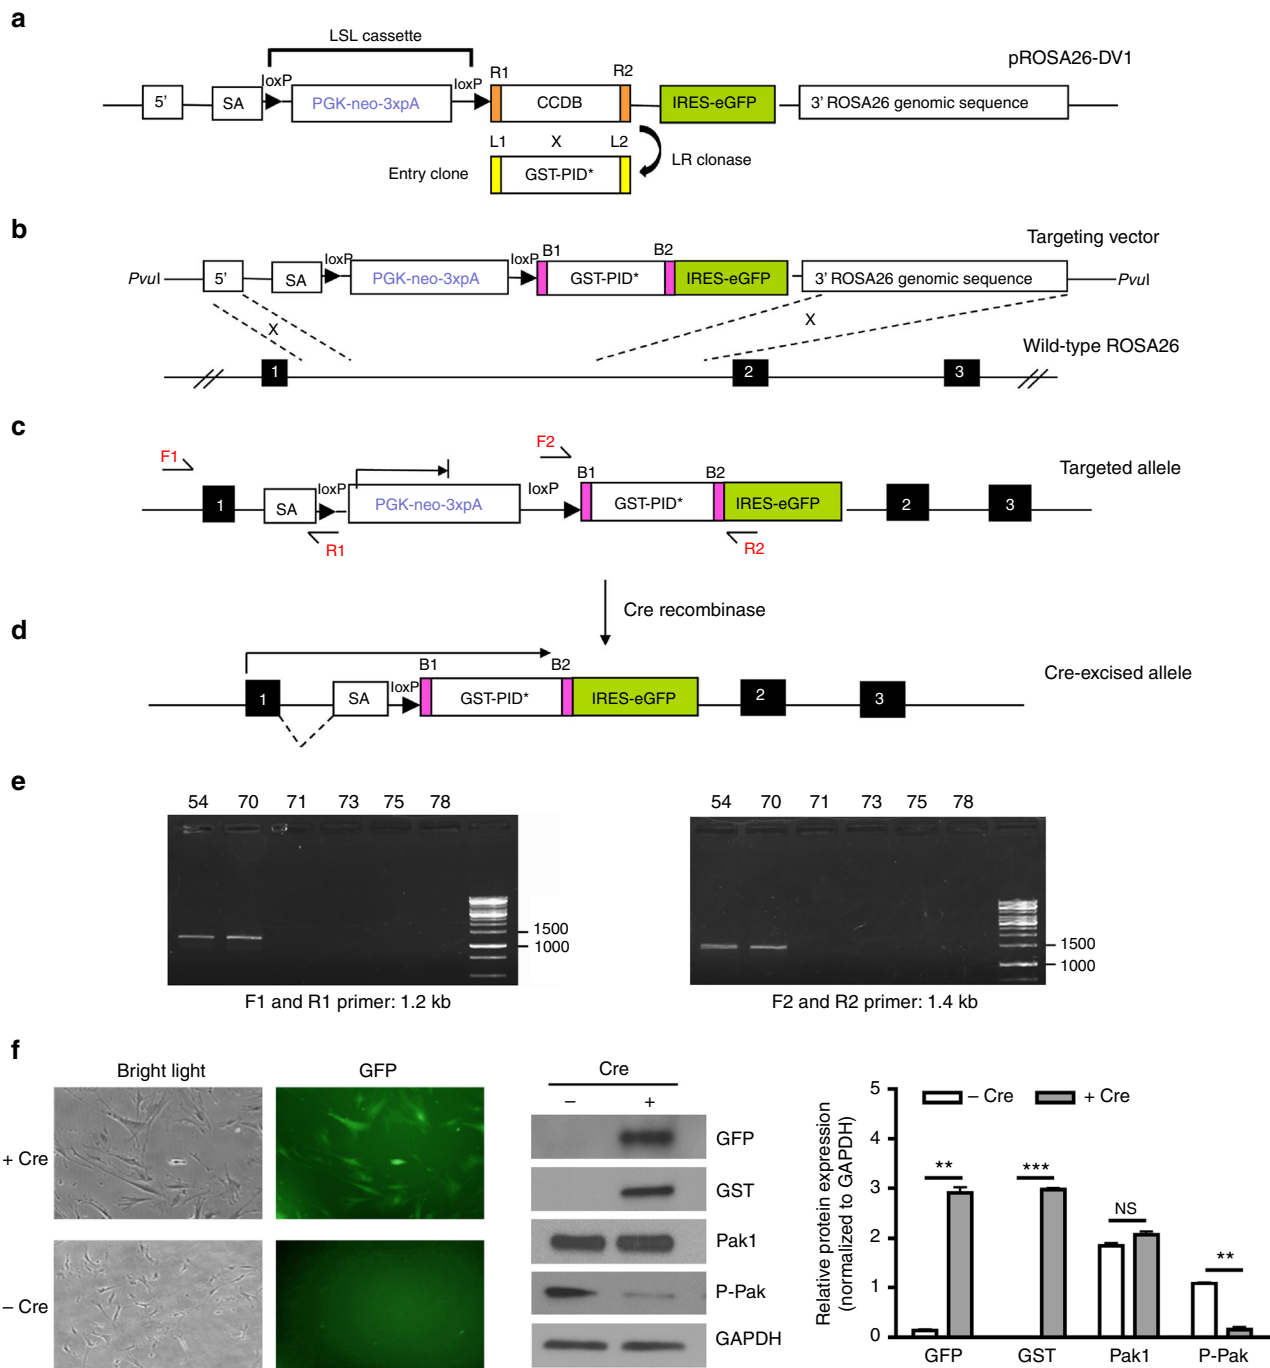 a
LSL cassette
pROSA26-DV1
loxP
loxP
R1
R2
5'
SA
PGK-neo-3xpA
CCDB
IRES-eGFP
3' ROSA26 genomic sequence
L1
X
L2
LR clonase
Entry clone
GST-PID*
b
Targeting vector
loxP
loxP
B1
B2
PvuI
5'
SA
PGK-neo-3xpA
GST-PID*
IRES-eGFP
3' ROSA26 genomic sequence
PvuI
X
X
Wild-type ROSA26
1
2
3
c
F1
F2
Targeted allele
loxP
loxP
B1
B2
1
SA
PGK-neo-3xpA
GST-PID*
IRES-eGFP
2
3
R1
R2
Cre recombinase
d
B1
B2
Cre-excised allele
loxP
1
SA
GST-PID*
IRES-eGFP
2
3
e
54 70 71 73 75 78
54 70 71 73 75 78
1500
1000
1500
1000
F1 and R1 primer: 1.2 kb
F2 and R2 primer: 1.4 kb
f
Bright light
GFP
+ Cre
– Cre
Cre
– +
GFP
GST
Pak1
P-Pak
GAPDH
Relative protein expression
(normalized to GAPDH)
5
4
3
2
1
0
– Cre
+ Cre
**
***
NS
**
GFP
GST
Pak1
P-Pak